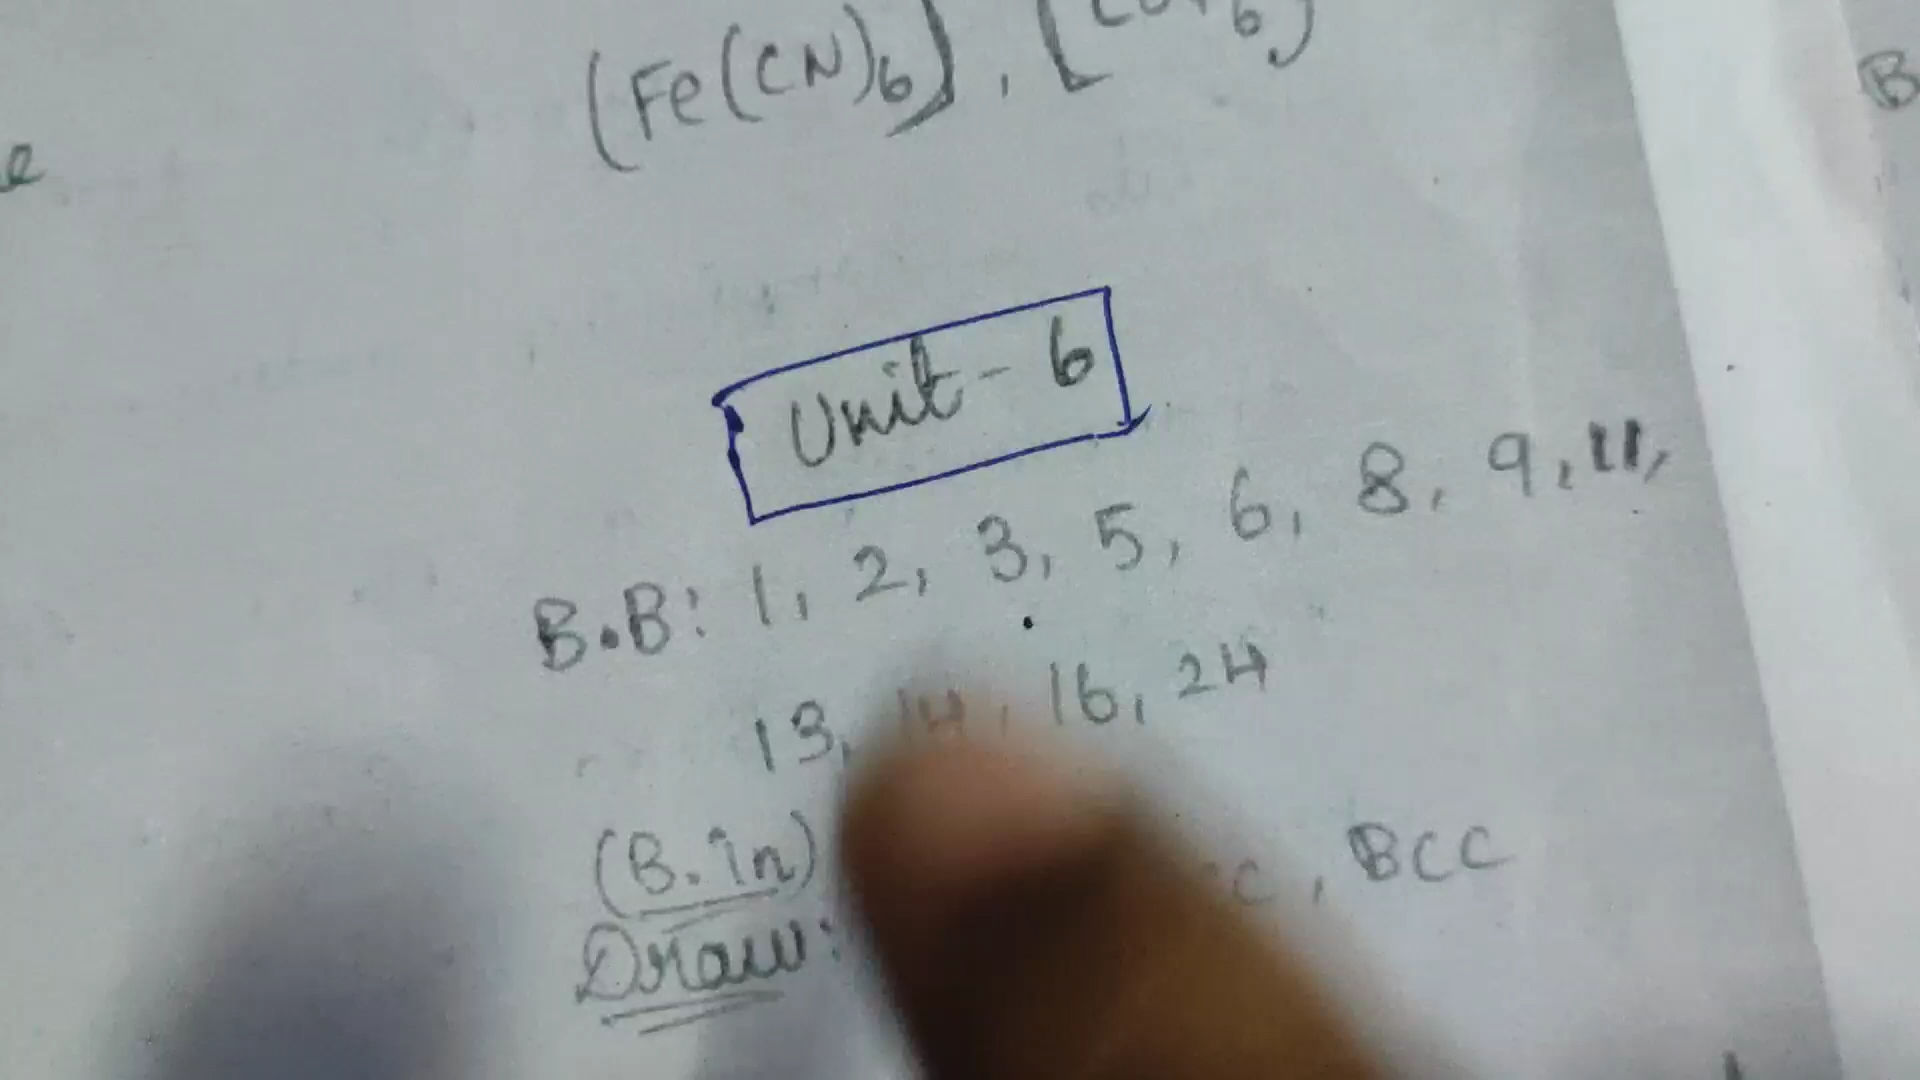 (Fe(CN)6], [
Unit - 6
B.B: 1, 2, 3, 5, 6, 8, 9, 11,
13, 14, 16, 24
(B.in) , BCC
Draw: